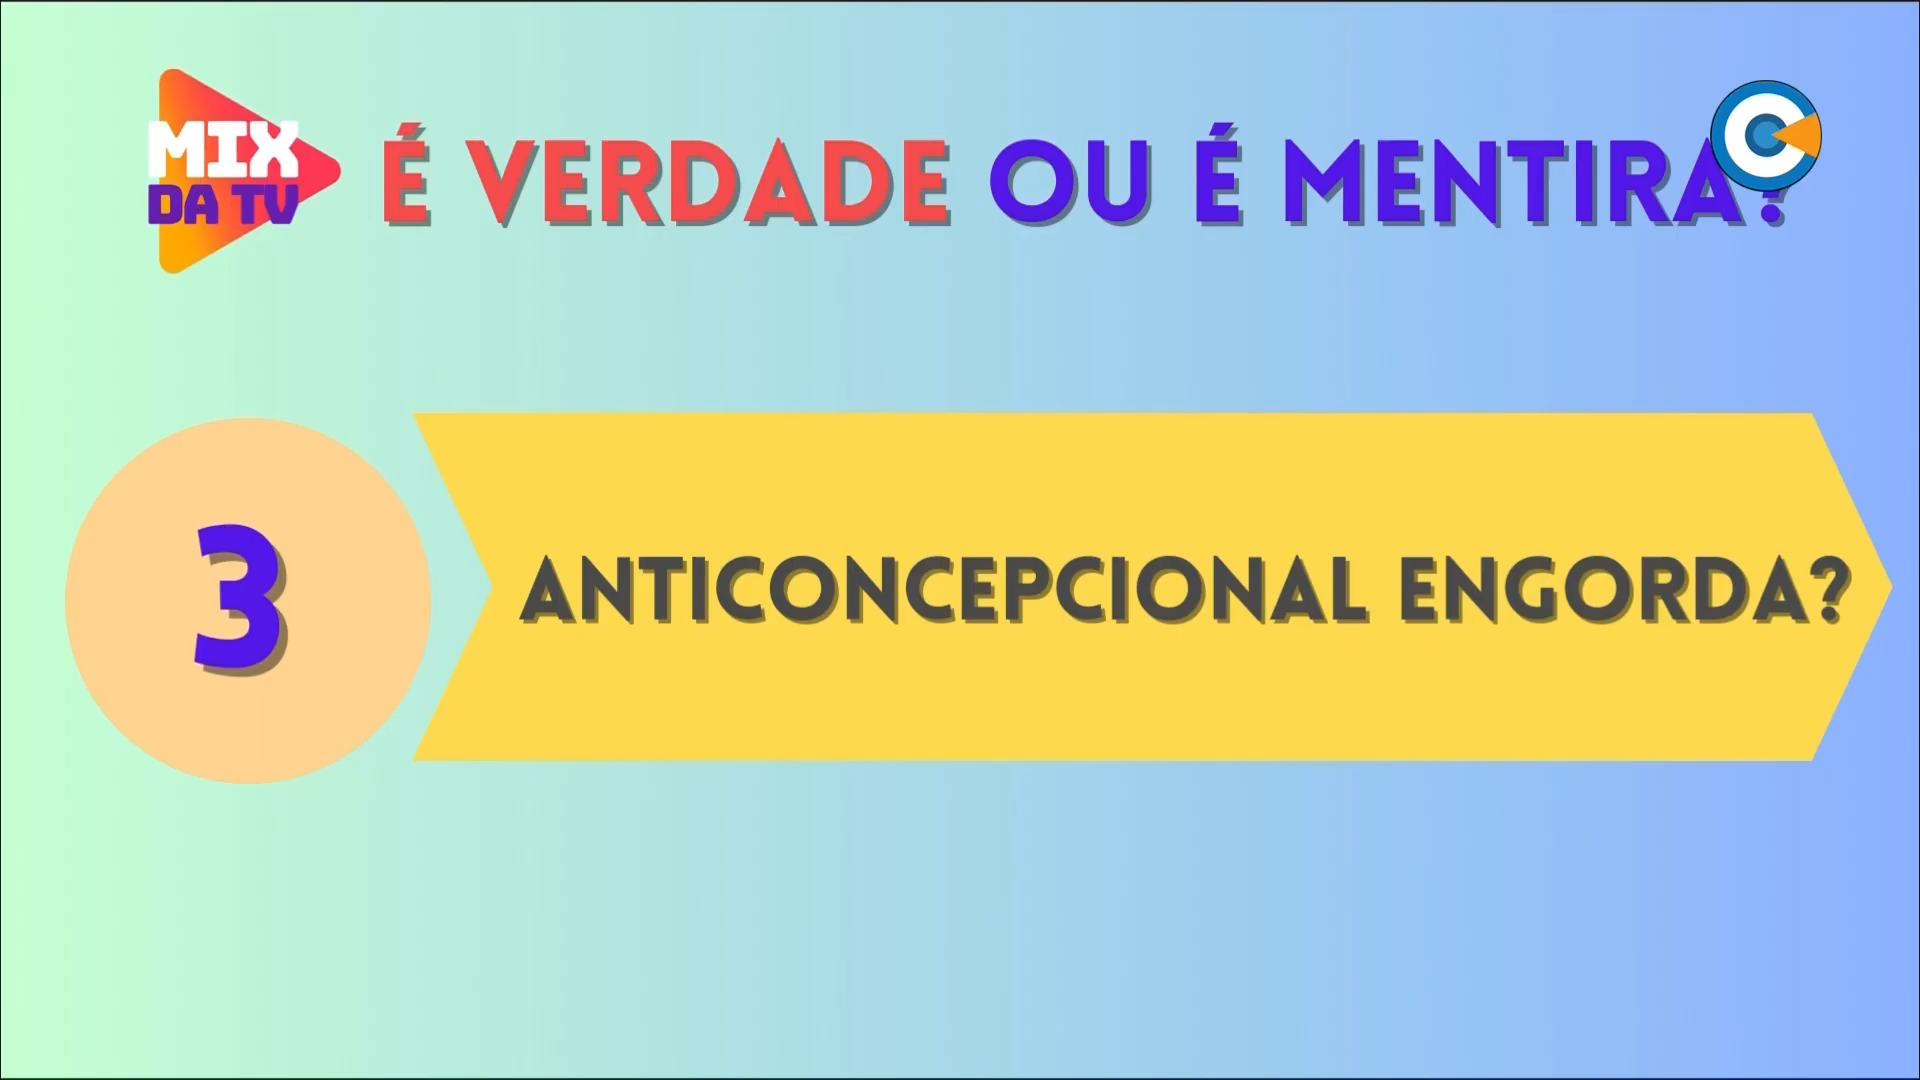 MIX
DA TV
É VERDADE OU É MENTIRA?
3
ANTICONCEPCIONAL ENGORDA?